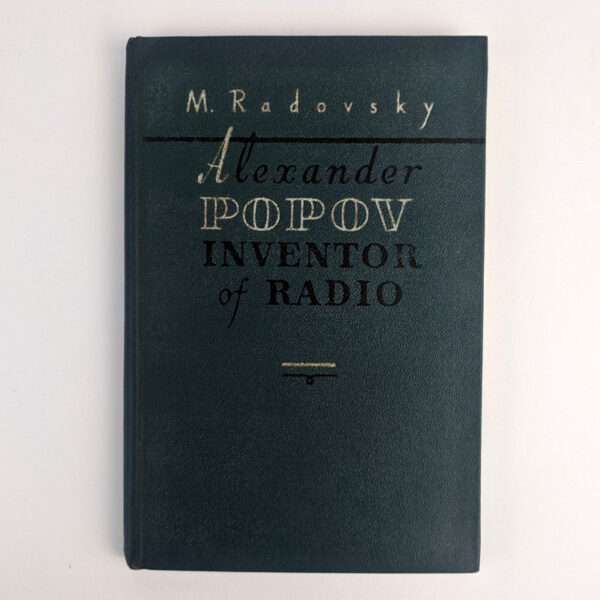 M. Radovsky
Alexander
POPOV
INVENTOR
of RADIO